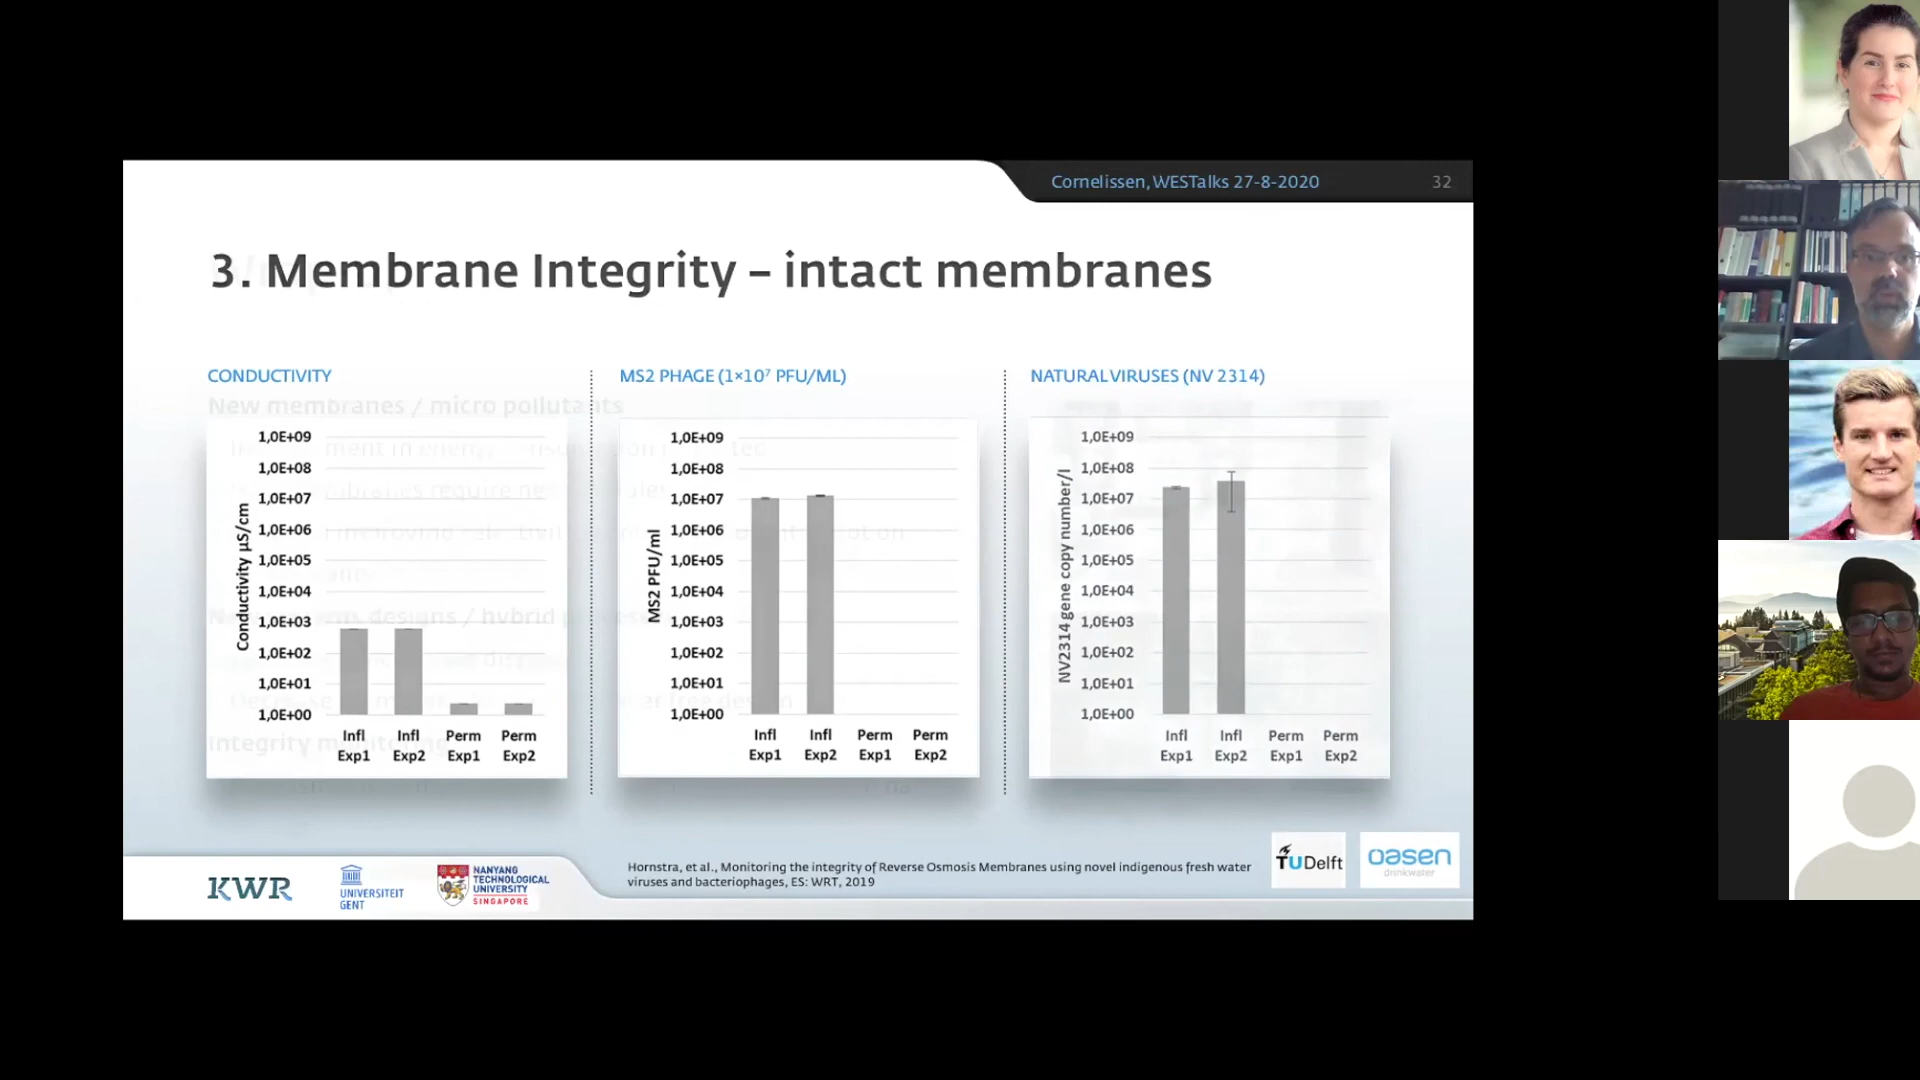 Cornelissen, WESTalks 27-8-2020
32
3. Membrane Integrity – intact membranes
CONDUCTIVITY
New membranes / micro pollutants
Conductivity µS/cm
1,0E+09
1,0E+08
1,0E+07
1,0E+06
1,0E+05
1,0E+04
1,0E+03
1,0E+02
1,0E+01
1,0E+00
Infl Infl Perm Perm
Exp1 Exp2 Exp1 Exp2
Integrity monitoring
MS2 PHAGE (1×10⁷ PFU/ML)
MS2 PFU/ml
1,0E+09
1,0E+08
1,0E+07
1,0E+06
1,0E+05
1,0E+04
1,0E+03
1,0E+02
1,0E+01
1,0E+00
Infl Infl Perm Perm
Exp1 Exp2 Exp1 Exp2
NATURAL VIRUSES (NV 2314)
NV2314 gene copy number/l
1,0E+09
1,0E+08
1,0E+07
1,0E+06
1,0E+05
1,0E+04
1,0E+03
1,0E+02
1,0E+01
1,0E+00
Infl Infl Perm Perm
Exp1 Exp2 Exp1 Exp2
KWR
UNIVERSITEIT
GENT
NANYANG
TECHNOLOGICAL
UNIVERSITY
SINGAPORE
Hornstra, et al., Monitoring the integrity of Reverse Osmosis Membranes using novel indigenous fresh water
viruses and bacteriophages, ES: WRT, 2019
TUDelft
oasen
drinkwater